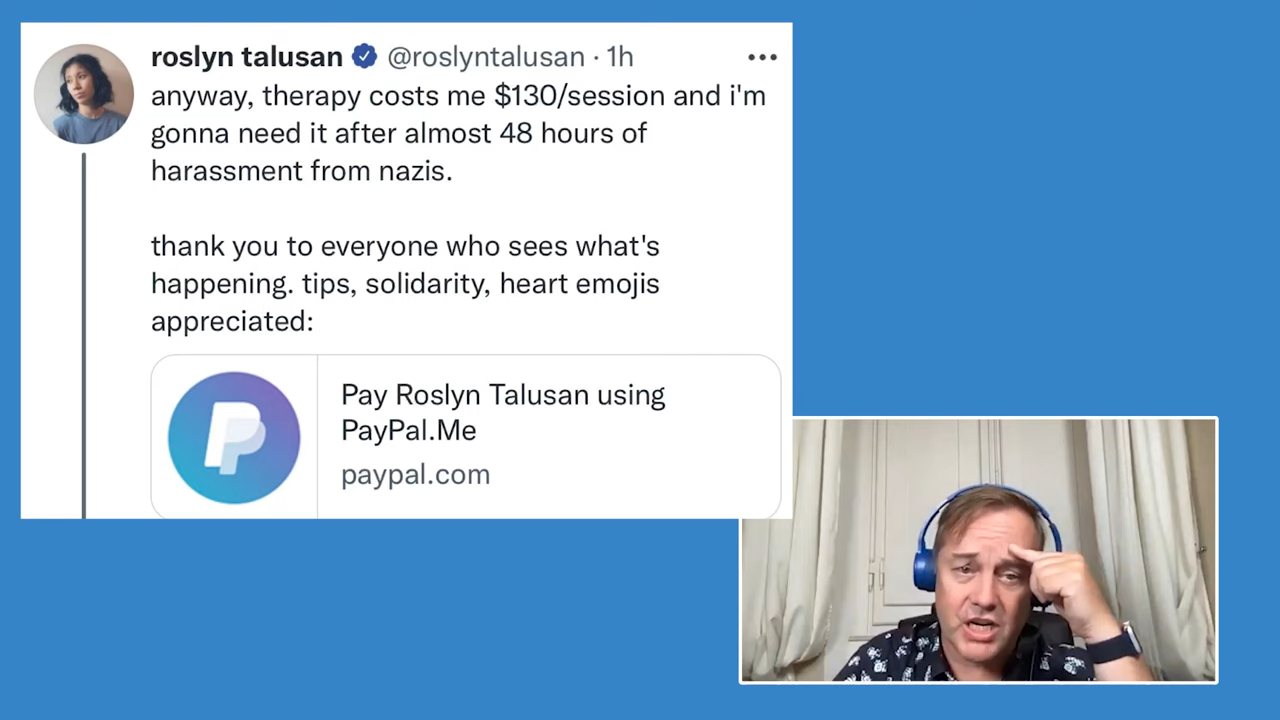 roslyn talusan @roslyntalusan · 1h
anyway, therapy costs me $130/session and i'm
gonna need it after almost 48 hours of
harassment from nazis.
thank you to everyone who sees what's
happening. tips, solidarity, heart emojis
appreciated:
Pay Roslyn Talusan using
PayPal.Me
paypal.com